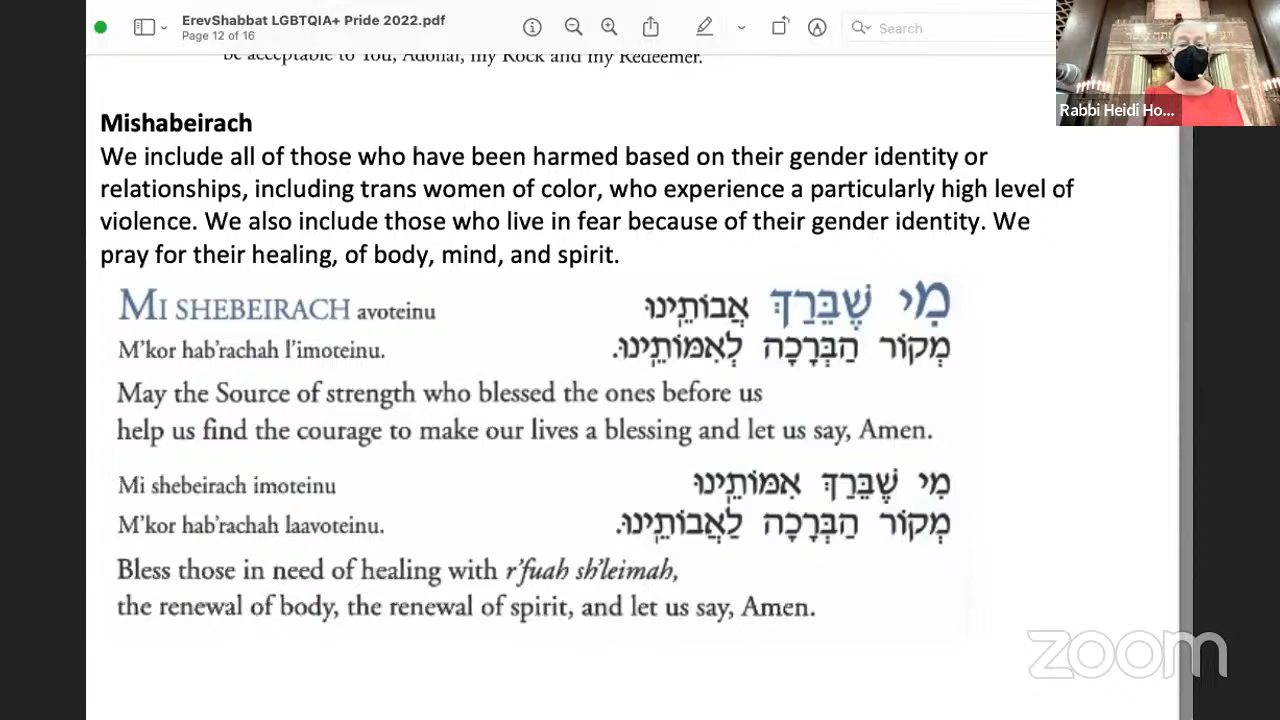 ErevShabbat LGBTQIA+ Pride 2022.pdf
Page 12 of 16
Search
Rabbi Heidi Ho...
be acceptable to You, Adonai, my Rock and my Redeemer.
Mishabeirach
We include all of those who have been harmed based on their gender identity or
relationships, including trans women of color, who experience a particularly high level of
violence. We also include those who live in fear because of their gender identity. We
pray for their healing, of body, mind, and spirit.
MI SHEBEIRACH avoteinu
מִי שֶׁבֵּרַךְ אֲבוֹתֵֽינוּ
M'kor hab'rachah l'imoteinu.
מְקוֹר הַבְּרָכָה לְאִמּוֹתֵֽינוּ.
May the Source of strength who blessed the ones before us
help us find the courage to make our lives a blessing and let us say, Amen.
Mi shebeirach imoteinu
מִי שֶׁבֵּרַךְ אִמּוֹתֵֽינוּ
M'kor hab'rachah laavoteinu.
מְקוֹר הַבְּרָכָה לַאֲבוֹתֵֽינוּ.
Bless those in need of healing with r'fuah sh'leimah,
the renewal of body, the renewal of spirit, and let us say, Amen.
zoom